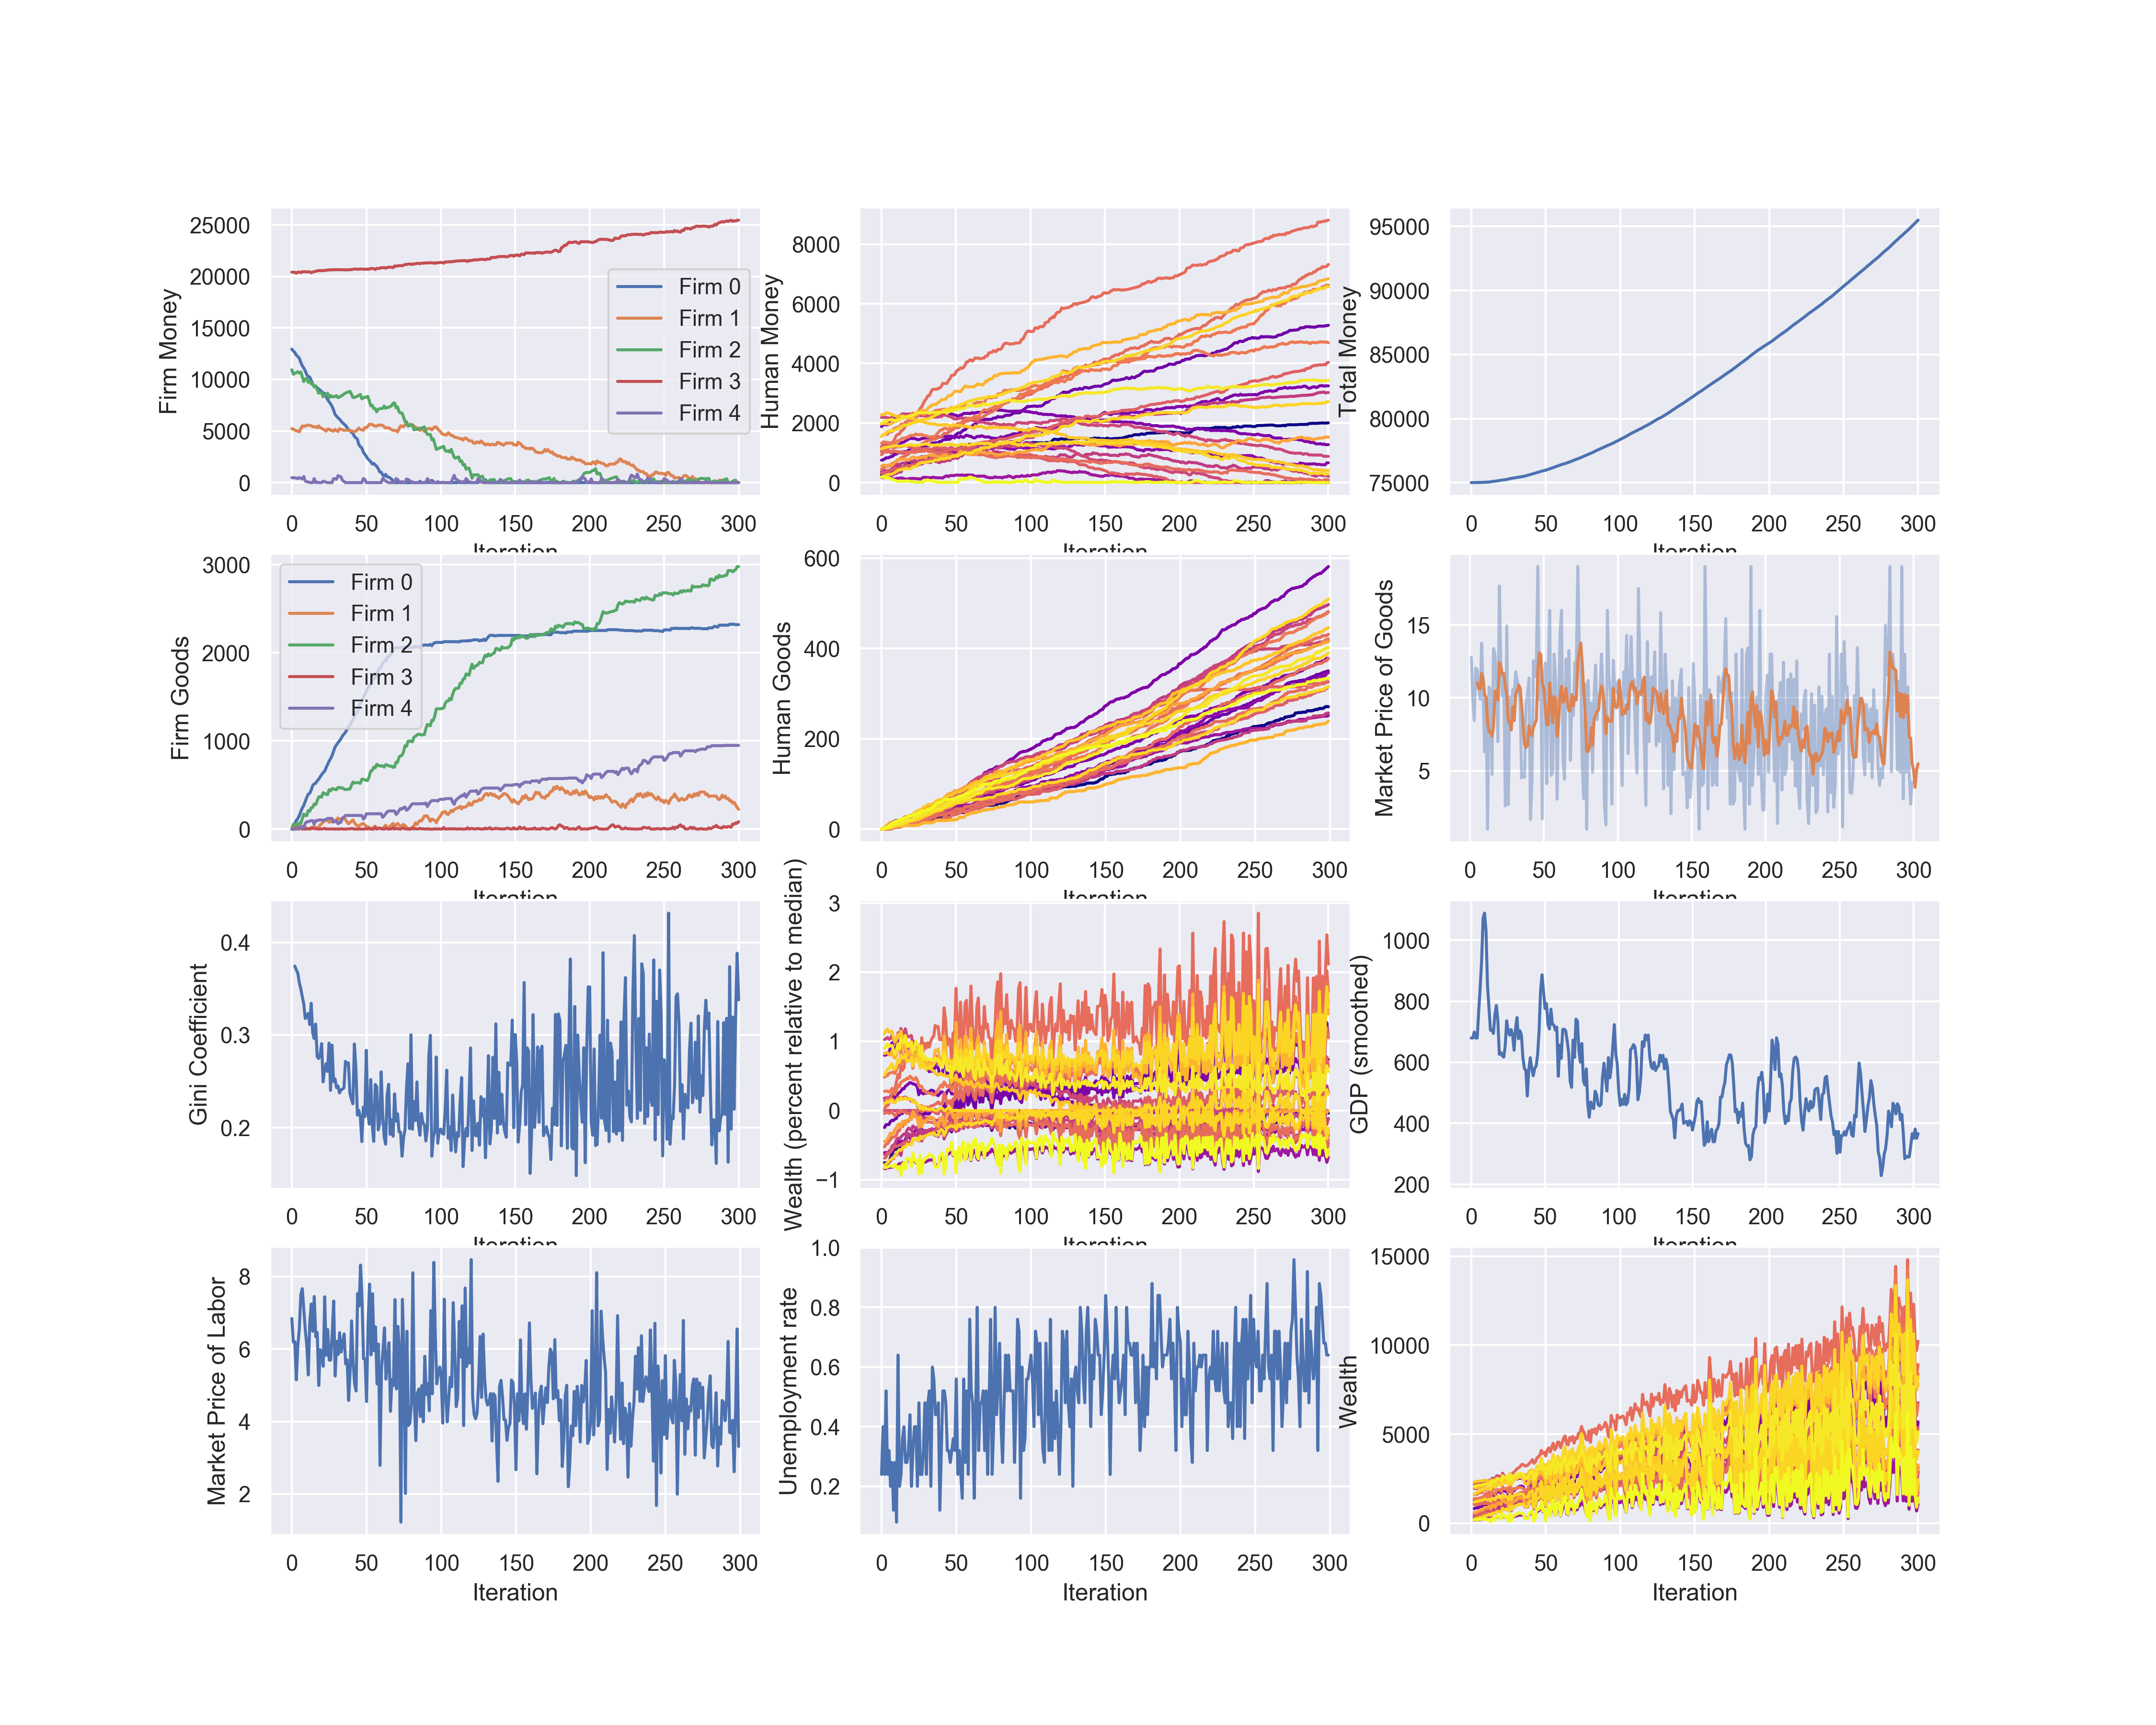 Firm Money
25000
20000
15000
10000
5000
0
Firm 0
Firm 1
Firm 2
Firm 3
Firm 4
0 50 100 150 200 250 300
Iteration
Human Money
8000
6000
4000
2000
0
0 50 100 150 200 250 300
Iteration
Total Money
95000
90000
85000
80000
75000
0 50 100 150 200 250 300
Iteration
Firm Goods
3000
2000
1000
0
Firm 0
Firm 1
Firm 2
Firm 3
Firm 4
0 50 100 150 200 250 300
Iteration
Human Goods
600
400
200
0
0 50 100 150 200 250 300
Iteration
Market Price of Goods
15
10
5
0 50 100 150 200 250 300
Iteration
Gini Coefficient
0.4
0.3
0.2
0 50 100 150 200 250 300
Iteration
Wealth (percent relative to median)
3
2
1
0
−1
0 50 100 150 200 250 300
Iteration
GDP (smoothed)
1000
800
600
400
200
0 50 100 150 200 250 300
Iteration
Market Price of Labor
8
6
4
2
0 50 100 150 200 250 300
Iteration
Unemployment rate
1.0
0.8
0.6
0.4
0.2
0 50 100 150 200 250 300
Iteration
Wealth
15000
10000
5000
0
0 50 100 150 200 250 300
Iteration